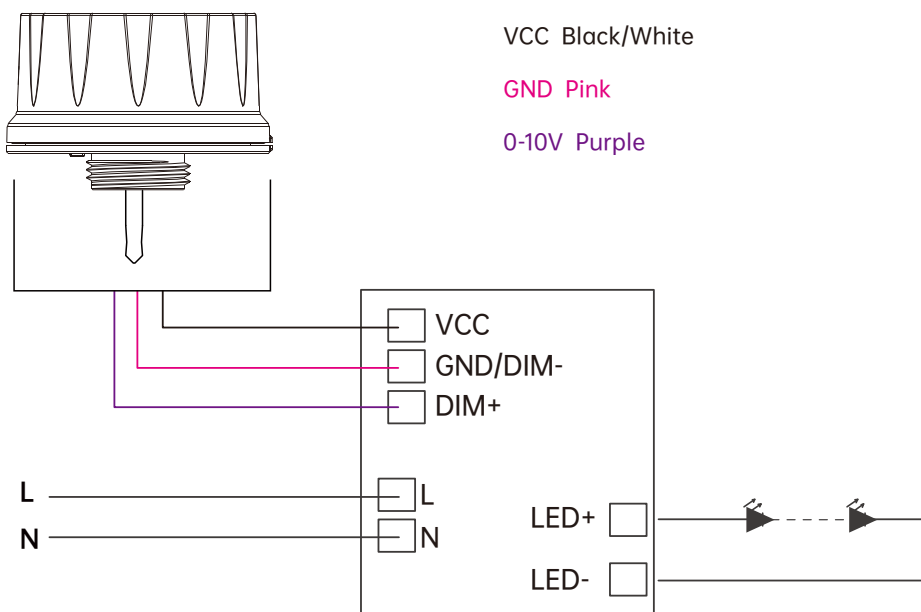 VCC Black/White
GND Pink
0-10V Purple
VCC
GND/DIM-
DIM+
L
L
N
N
LED+
LED-